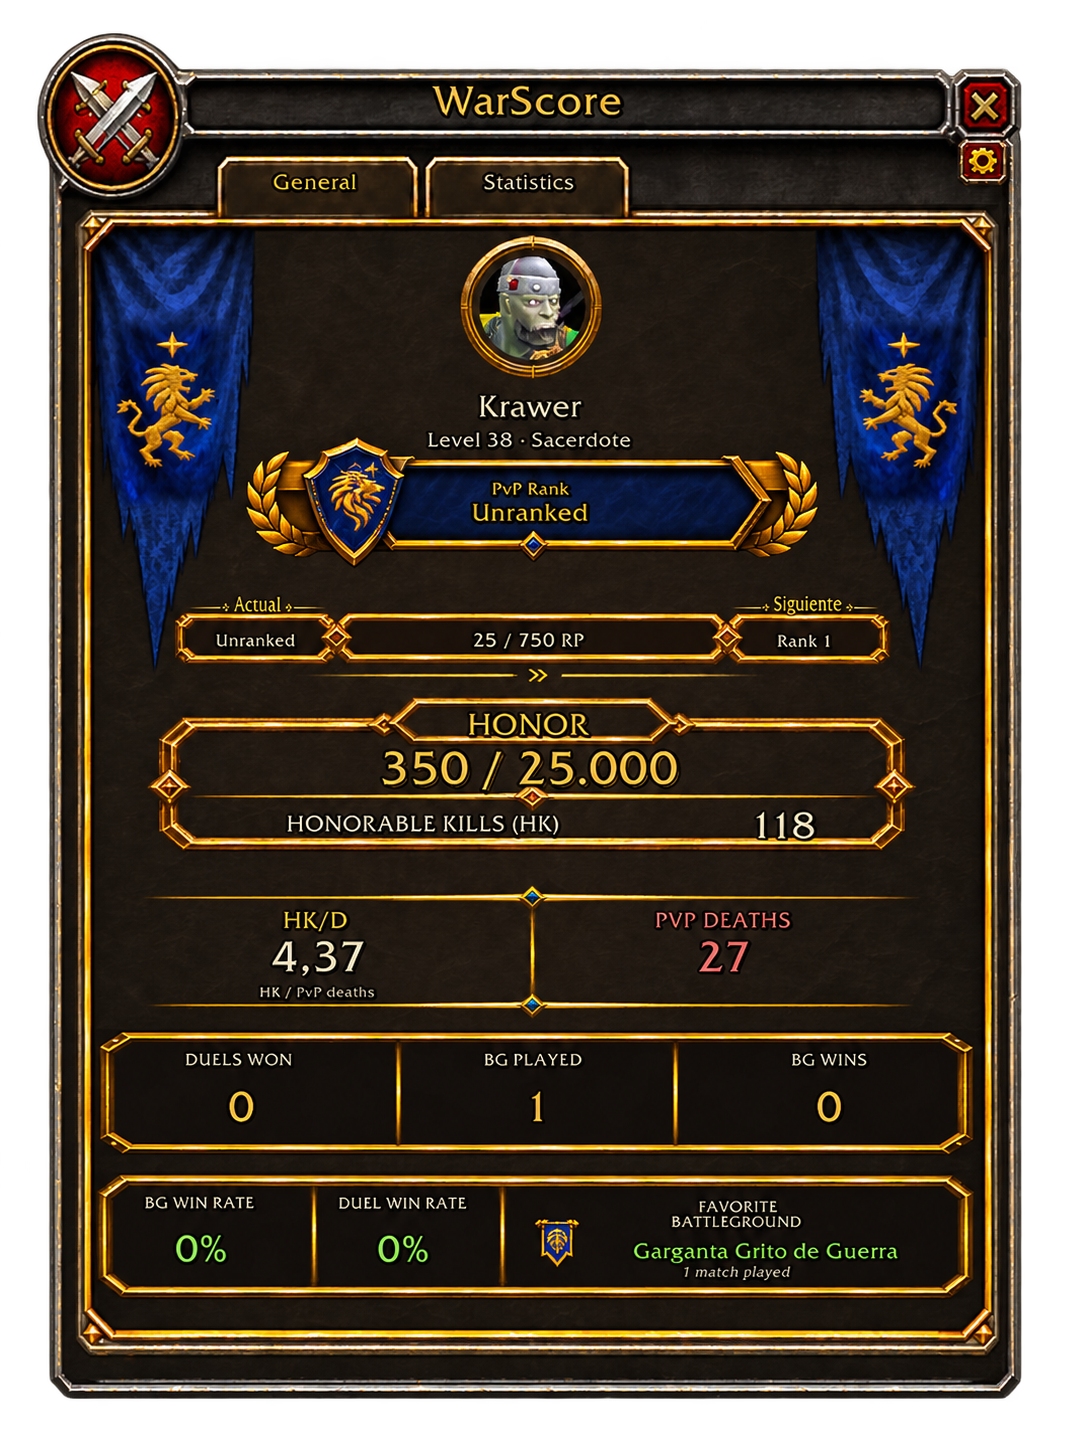 WarScore
General
Statistics
Krawer
Level 38 · Sacerdote
PvP Rank
Unranked
Actual
Siguiente
Unranked
25 / 750 RP
Rank 1
HONOR
350 / 25.000
HONORABLE KILLS (HK)
118
HK/D
PVP DEATHS
4,37
27
HK / PvP deaths
DUELS WON
BG PLAYED
BG WINS
0
1
0
BG WIN RATE
DUEL WIN RATE
FAVORITE
BATTLEGROUND
0%
0%
Garganta Grito de Guerra
1 match played